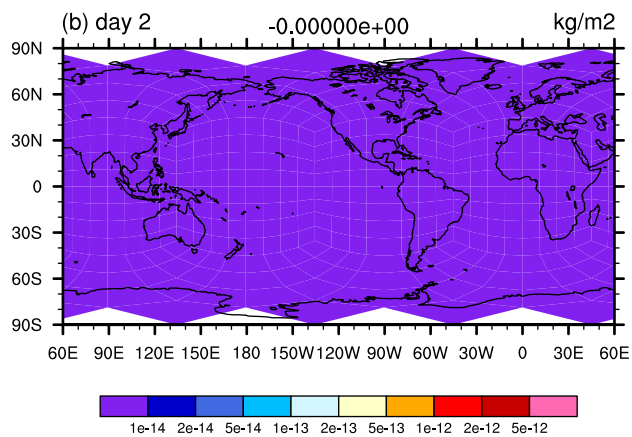 (b) day 2 -0.00000e+00 kg/m2
90N
60N
30N
0
30S
60S
90S
60E 90E 120E 150E 180 150W 120W 90W 60W 30W 0 30E 60E
1e-14 2e-14 5e-14 1e-13 2e-13 5e-13 1e-12 2e-12 5e-12